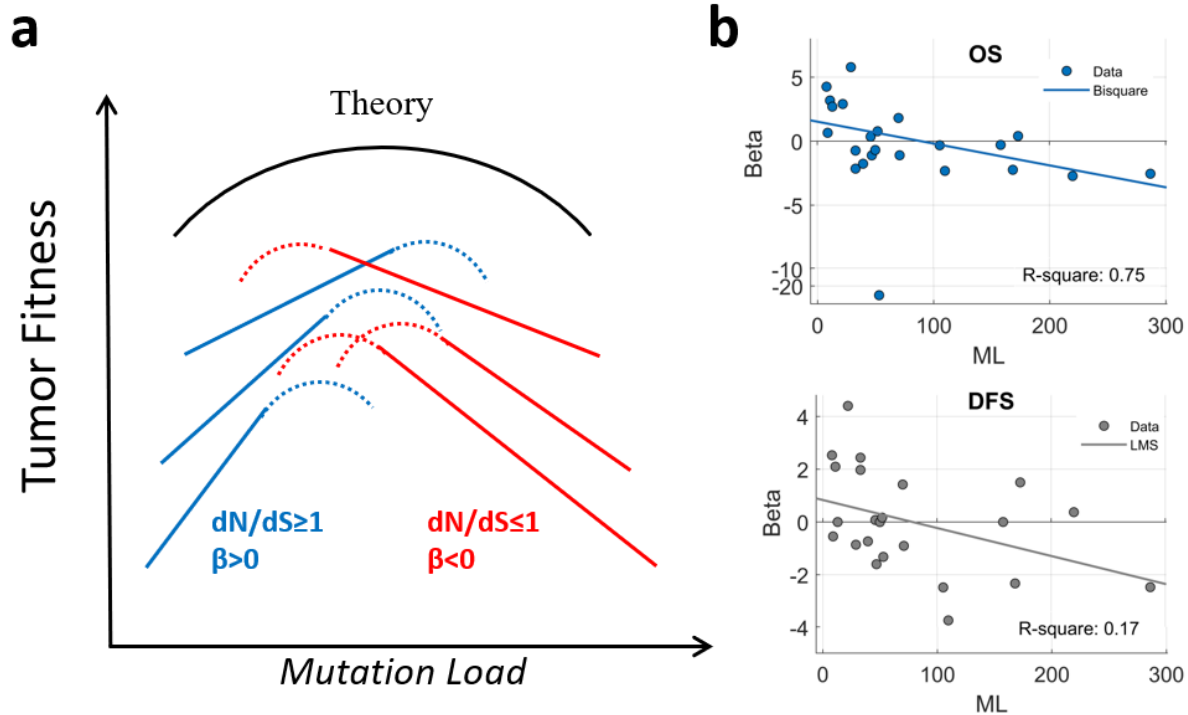 a
Theory
Tumor Fitness
dN/dS≥1
β>0
dN/dS≤1
β<0
Mutation Load
b
OS
Data
Bisquare
5
0
-5
-10
-20
Beta
R-square: 0.75
0 100 200 300
ML
DFS
Data
LMS
4
2
0
-2
-4
Beta
R-square: 0.17
0 100 200 300
ML